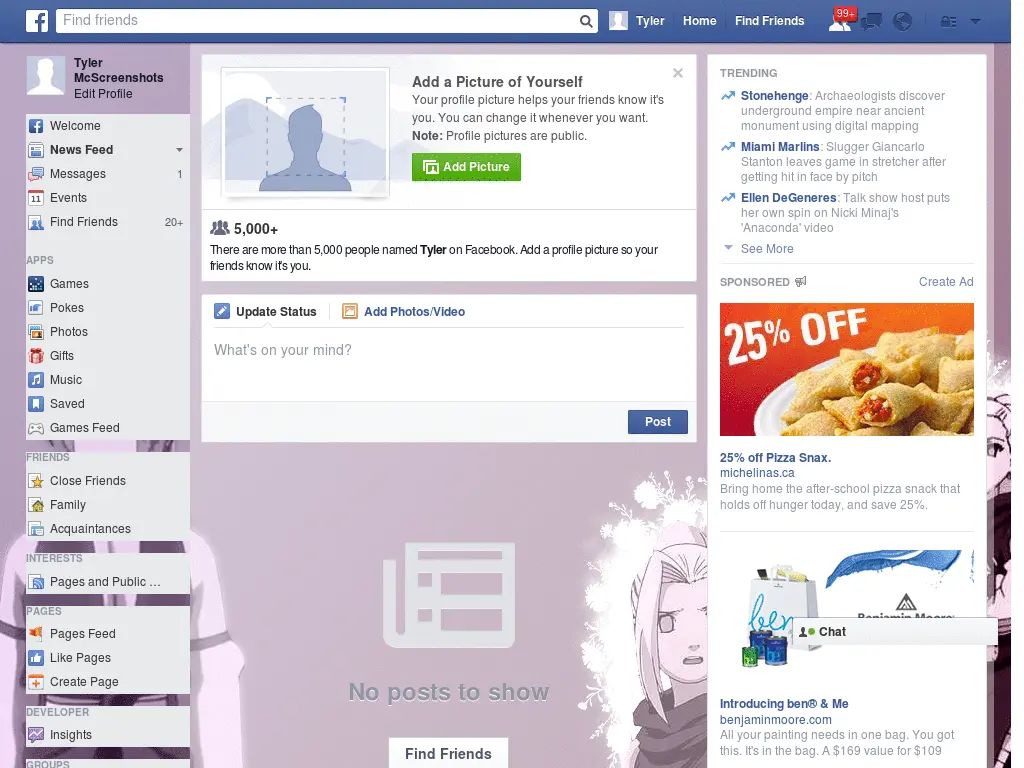 Find friends
Tyler
Home
Find Friends
99+
Tyler
McScreenshots
Edit Profile
Welcome
News Feed
Messages 1
11 Events
Find Friends 20+
APPS
Games
Pokes
Photos
Gifts
Music
Saved
Games Feed
FRIENDS
Close Friends
Family
Acquaintances
INTERESTS
Pages and Public ...
PAGES
Pages Feed
Like Pages
Create Page
DEVELOPER
Insights
GROUPS
Add a Picture of Yourself
Your profile picture helps your friends know it's
you. You can change it whenever you want.
Note: Profile pictures are public.
Add Picture
5,000+
There are more than 5,000 people named Tyler on Facebook. Add a profile picture so your
friends know it's you.
Update Status
Add Photos/Video
What's on your mind?
Post
No posts to show
Find Friends
TRENDING
Stonehenge: Archaeologists discover
underground empire near ancient
monument using digital mapping
Miami Marlins: Slugger Giancarlo
Stanton leaves game in stretcher after
getting hit in face by pitch
Ellen DeGeneres: Talk show host puts
her own spin on Nicki Minaj's
'Anaconda' video
See More
SPONSORED
Create Ad
25% OFF
25% off Pizza Snax.
michelinas.ca
Bring home the after-school pizza snack that
holds off hunger today, and save 25%.
ben
Benjamin Moore
Chat
Introducing ben® & Me
benjaminmoore.com
All your painting needs in one bag. You got
this. It's in the bag. A $169 value for $109